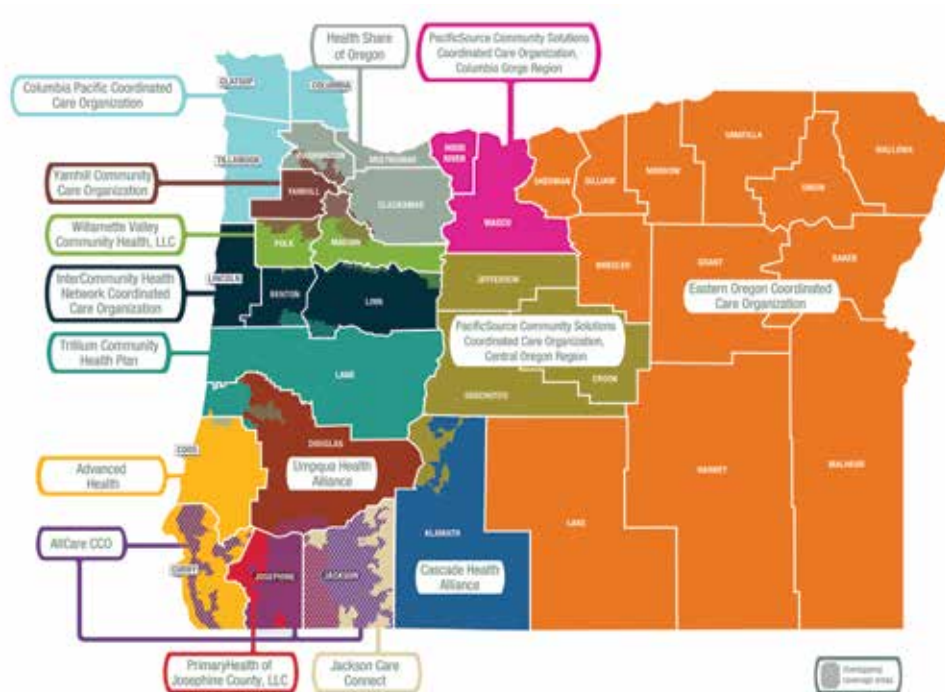 Health Share
of Oregon
PacificSource Community Solutions
Coordinated Care Organization,
Columbia Gorge Region
Columbia Pacific Coordinated
Care Organization
CLATSOP
COLUMBIA
TILLAMOOK
WASHINGTON
MULTNOMAH
HOOD
RIVER
SHERMAN
GILLIAM
MORROW
UMATILLA
WALLOWA
UNION
Yamhill Community
Care Organization
YAMHILL
CLACKAMAS
WASCO
Willamette Valley
Community Health, LLC
POLK
MARION
WHEELER
GRANT
BAKER
InterCommunity Health
Network Coordinated
Care Organization
LINCOLN
BENTON
LINN
JEFFERSON
Eastern Oregon Coordinated
Care Organization
PacificSource Community Solutions
Coordinated Care Organization,
Central Oregon Region
Trillium Community
Health Plan
LANE
CROOK
DESCHUTES
DOUGLAS
Umpqua Health
Alliance
COOS
Advanced
Health
HARNEY
MALHEUR
LAKE
KLAMATH
Cascade Health
Alliance
AllCare CCO
CURRY
JOSEPHINE
JACKSON
PrimaryHealth of
Josephine County, LLC
Jackson Care
Connect
Overlapping
coverage areas